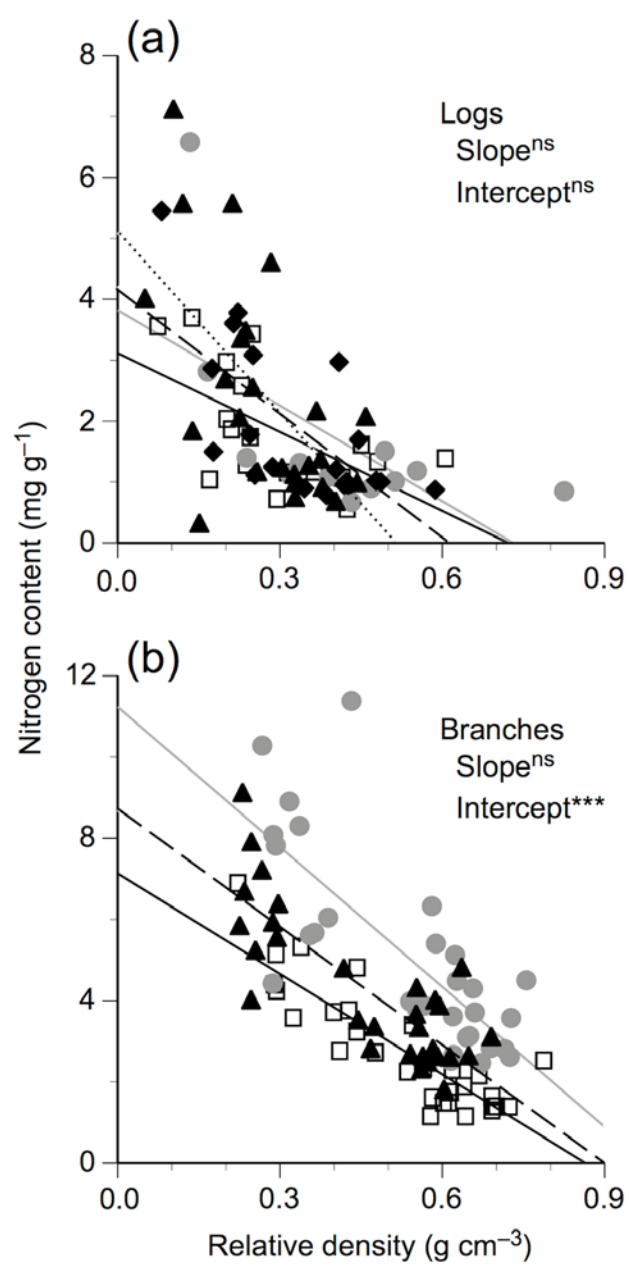 (a)
8
6
4
2
0
Logs
Slope^ns
Intercept^ns
0.0 0.3 0.6 0.9
Nitrogen content (mg g⁻¹)
(b)
12
8
4
0
Branches
Slope^ns
Intercept***
0.0 0.3 0.6 0.9
Relative density (g cm⁻³)